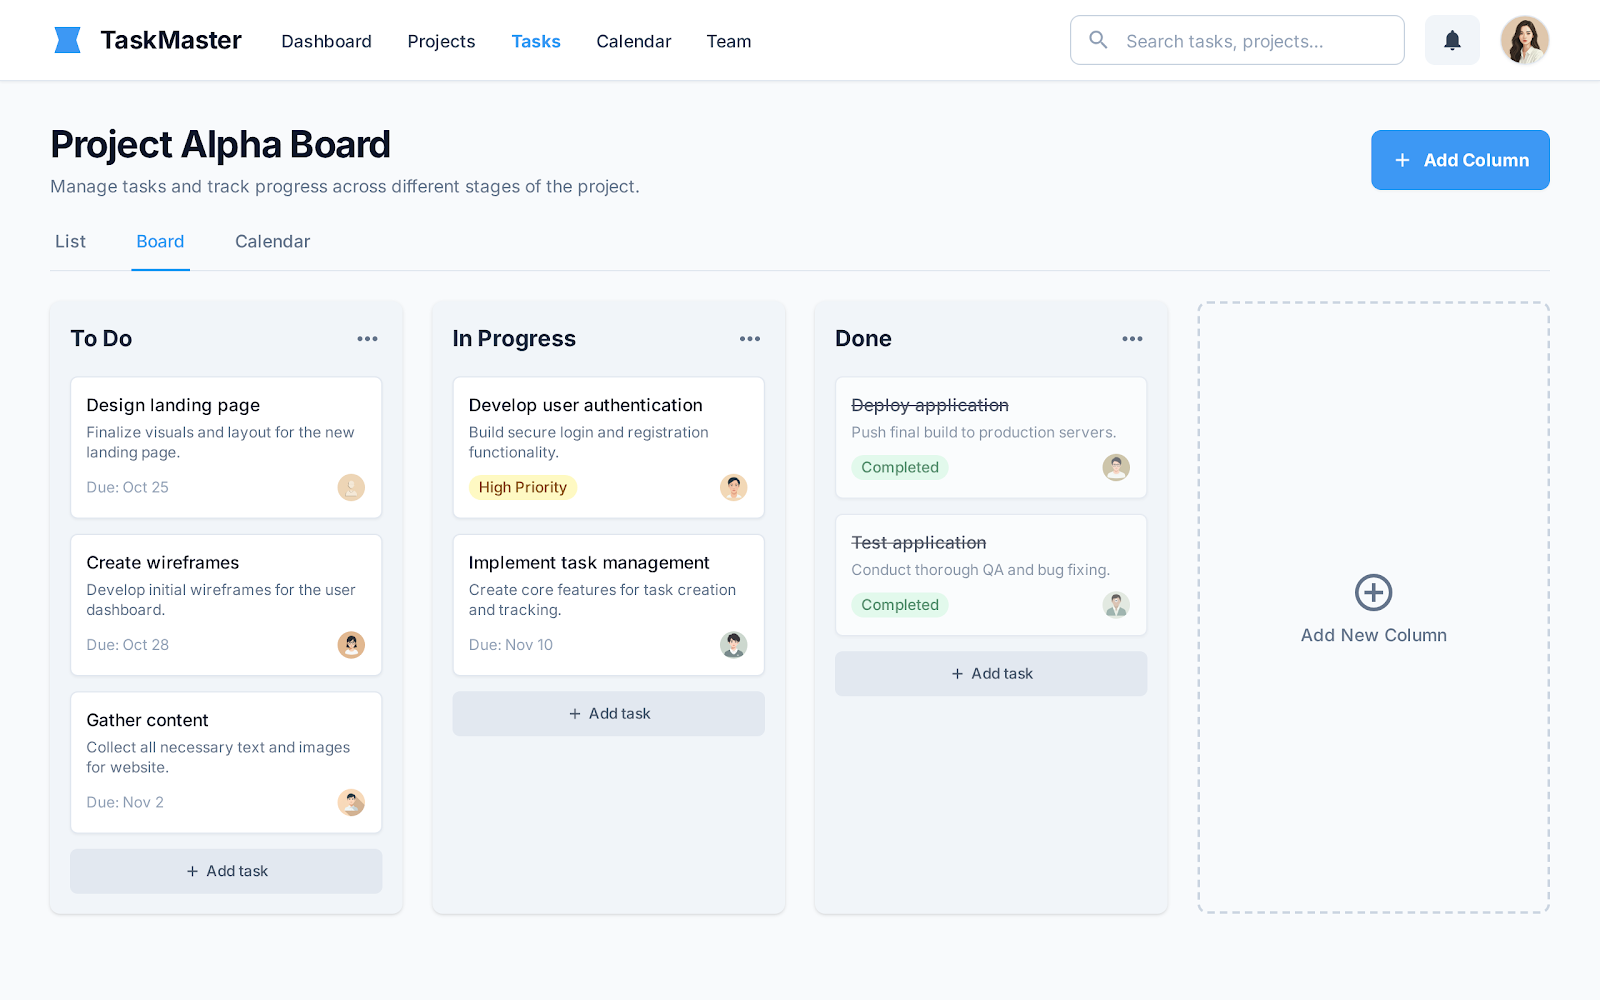 TaskMaster
Dashboard
Projects
Tasks
Calendar
Team
Search tasks, projects...
Project Alpha Board
Manage tasks and track progress across different stages of the project.
Add Column
List
Board
Calendar
To Do
Design landing page
Finalize visuals and layout for the new
landing page.
Due: Oct 25
Create wireframes
Develop initial wireframes for the user
dashboard.
Due: Oct 28
Gather content
Collect all necessary text and images
for website.
Due: Nov 2
+ Add task
In Progress
Develop user authentication
Build secure login and registration
functionality.
High Priority
Implement task management
Create core features for task creation
and tracking.
Due: Nov 10
+ Add task
Done
Deploy application
Push final build to production servers.
Completed
Test application
Conduct thorough QA and bug fixing.
Completed
+ Add task
Add New Column